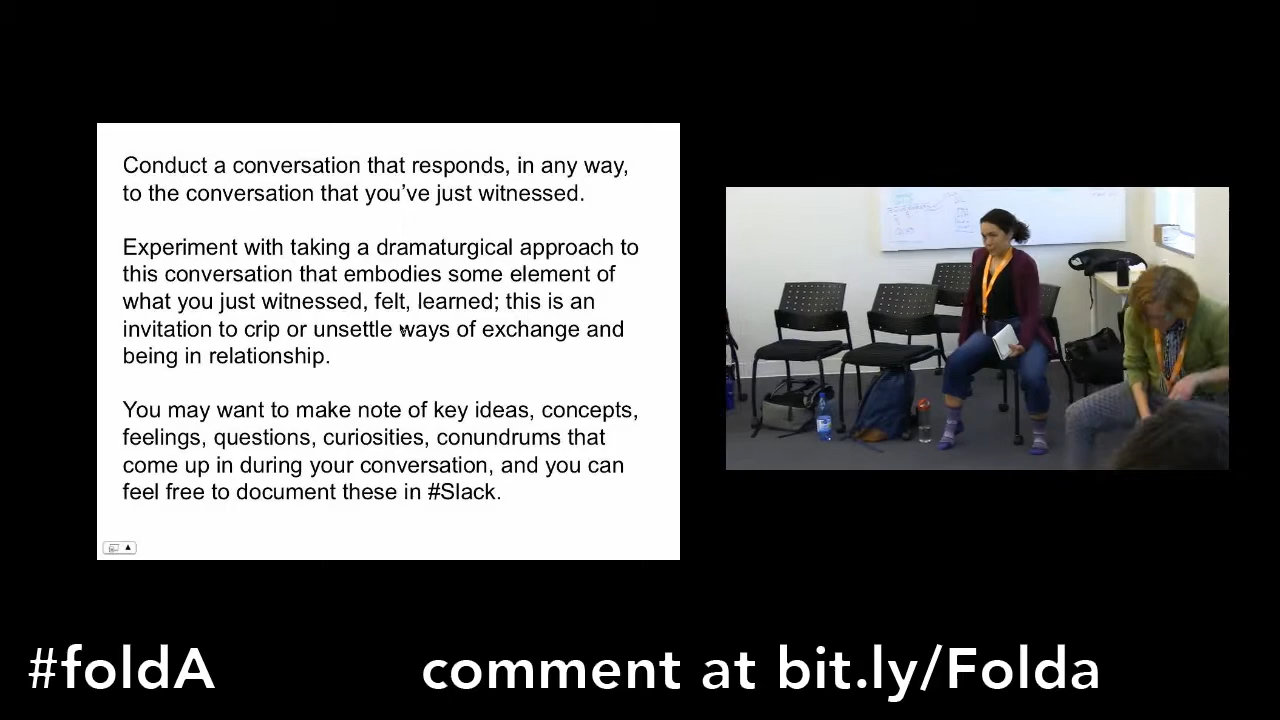 Conduct a conversation that responds, in any way,
to the conversation that you’ve just witnessed.
Experiment with taking a dramaturgical approach to
this conversation that embodies some element of
what you just witnessed, felt, learned; this is an
invitation to crip or unsettle ways of exchange and
being in relationship.
You may want to make note of key ideas, concepts,
feelings, questions, curiosities, conundrums that
come up in during your conversation, and you can
feel free to document these in #Slack.
#foldA
comment at bit.ly/Folda